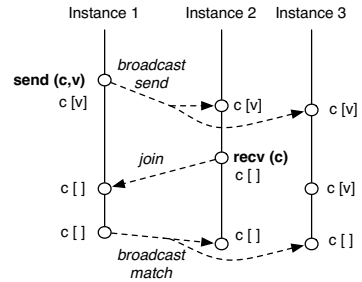 Instance 1 Instance 2 Instance 3
send (c,v)
broadcast
send
c [v]
c [v]
c [v]
join
recv (c)
c [ ]
c [ ]
c [v]
c [ ]
c [ ]
c [ ]
broadcast
match